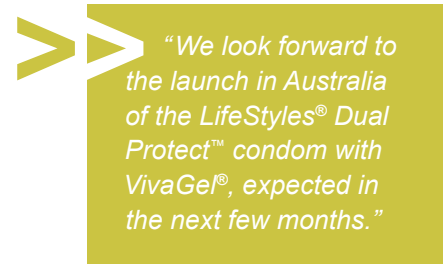 >> “We look forward to
the launch in Australia
of the LifeStyles® Dual
Protect™ condom with
VivaGel®, expected in
the next few months.”